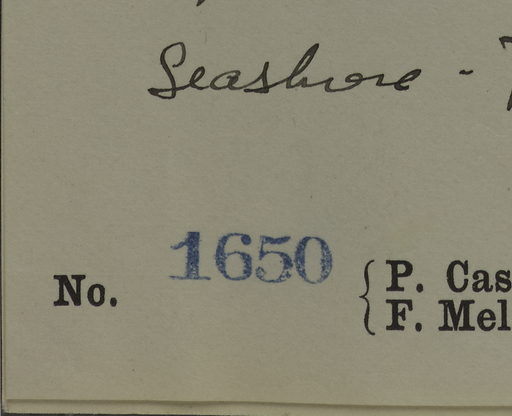 Seashore -
No. 1650 { P. Cas
F. Mel